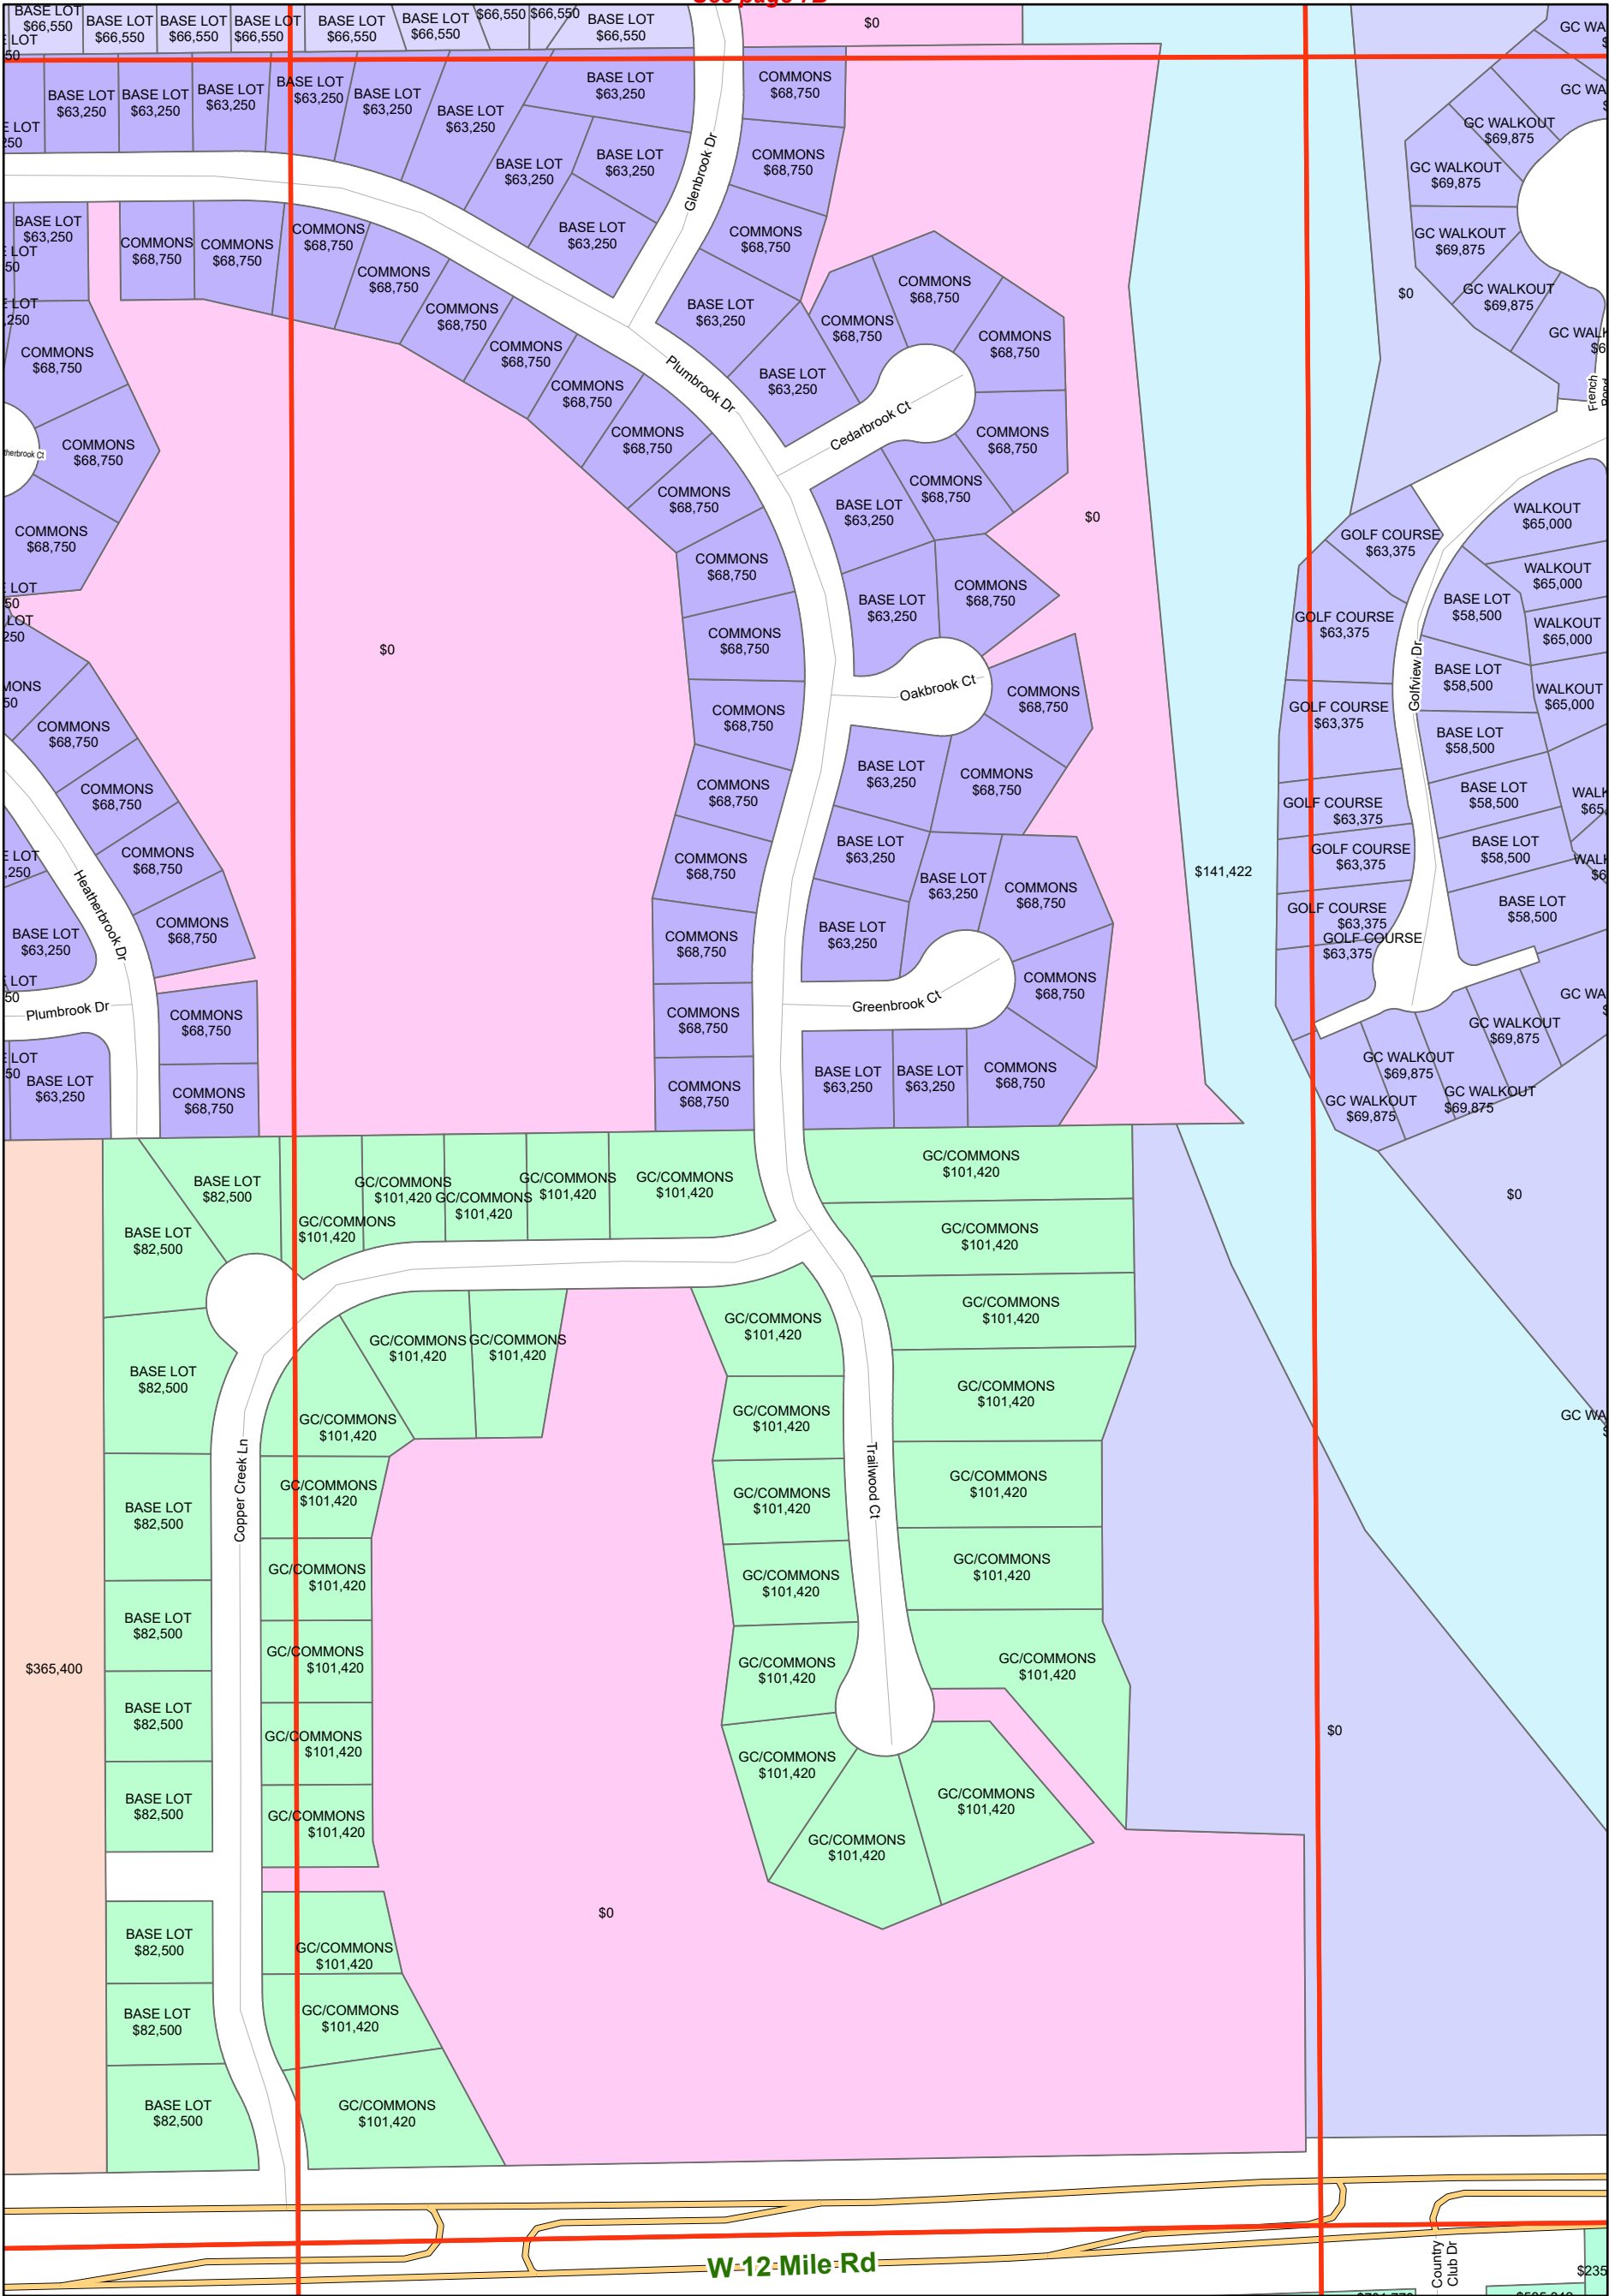 BASE LOT
$66,550
BASE LOT
$66,550
BASE LOT
$66,550
BASE LOT
$66,550
BASE LOT
$66,550
BASE LOT
$66,550
$66,550
$66,550
BASE LOT
$66,550
$0
BASE LOT
$63,250
BASE LOT
$63,250
BASE LOT
$63,250
BASE LOT
$63,250
BASE LOT
$63,250
BASE LOT
$63,250
BASE LOT
$63,250
BASE LOT
$63,250
BASE LOT
$63,250
BASE LOT
$63,250
Glenbrook Dr
COMMONS
$68,750
COMMONS
$68,750
COMMONS
$68,750
BASE LOT
$63,250
BASE LOT
$63,250
COMMONS
$68,750
COMMONS
$68,750
COMMONS
$68,750
COMMONS
$68,750
COMMONS
$68,750
Cedarbrook Ct
BASE LOT
$63,250
BASE LOT
$63,250
COMMONS
$68,750
Oakbrook Ct
COMMONS
$68,750
COMMONS
$68,750
BASE LOT
$63,250
BASE LOT
$63,250
BASE LOT
$63,250
BASE LOT
$63,250
COMMONS
$68,750
COMMONS
$68,750
Greenbrook Ct
BASE LOT
$63,250
BASE LOT
$63,250
COMMONS
$68,750
$0
BASE LOT
$63,250
COMMONS
$68,750
COMMONS
$68,750
COMMONS
$68,750
COMMONS
$68,750
COMMONS
$68,750
COMMONS
$68,750
COMMONS
$68,750
COMMONS
$68,750
COMMONS
$68,750
Plumbrook Dr
COMMONS
$68,750
COMMONS
$68,750
COMMONS
$68,750
COMMONS
$68,750
COMMONS
$68,750
COMMONS
$68,750
COMMONS
$68,750
COMMONS
$68,750
$0
COMMONS
$68,750
COMMONS
$68,750
COMMONS
$68,750
COMMONS
$68,750
COMMONS
$68,750
COMMONS
$68,750
COMMONS
$68,750
Heatherbrook Dr
BASE LOT
$63,250
Plumbrook Dr
COMMONS
$68,750
COMMONS
$68,750
BASE LOT
$63,250
$141,422
$0
GC WALKOUT
$69,875
GC WALKOUT
$69,875
GC WALKOUT
$69,875
GC WALKOUT
$69,875
French
GOLF COURSE
$63,375
GOLF COURSE
$63,375
GOLF COURSE
$63,375
GOLF COURSE
$63,375
GOLF COURSE
$63,375
GOLF COURSE
$63,375
GOLF COURSE
$63,375
Golfview Dr
WALKOUT
$65,000
WALKOUT
$65,000
WALKOUT
$65,000
WALKOUT
$65,000
BASE LOT
$58,500
BASE LOT
$58,500
BASE LOT
$58,500
BASE LOT
$58,500
BASE LOT
$58,500
BASE LOT
$58,500
GC WALKOUT
$69,875
GC WALKOUT
$69,875
GC WALKOUT
$69,875
GC WALKOUT
$69,875
$0
BASE LOT
$82,500
BASE LOT
$82,500
GC/COMMONS
$101,420
GC/COMMONS
$101,420
GC/COMMONS
$101,420
GC/COMMONS
$101,420
GC/COMMONS
$101,420
GC/COMMONS
$101,420
GC/COMMONS
$101,420
GC/COMMONS
$101,420
GC/COMMONS
$101,420
GC/COMMONS
$101,420
GC/COMMONS
$101,420
GC/COMMONS
$101,420
BASE LOT
$82,500
GC/COMMONS
$101,420
GC/COMMONS
$101,420
GC/COMMONS
$101,420
GC/COMMONS
$101,420
GC/COMMONS
$101,420
GC/COMMONS
$101,420
GC/COMMONS
$101,420
GC/COMMONS
$101,420
GC/COMMONS
$101,420
GC/COMMONS
$101,420
GC/COMMONS
$101,420
Trailwood Ct
Copper Creek Ln
BASE LOT
$82,500
BASE LOT
$82,500
BASE LOT
$82,500
BASE LOT
$82,500
GC/COMMONS
$101,420
GC/COMMONS
$101,420
GC/COMMONS
$101,420
GC/COMMONS
$101,420
GC/COMMONS
$101,420
$365,400
$0
$0
BASE LOT
$82,500
BASE LOT
$82,500
BASE LOT
$82,500
GC/COMMONS
$101,420
GC/COMMONS
$101,420
GC/COMMONS
$101,420
W 12 Mile Rd
Country
Club Dr